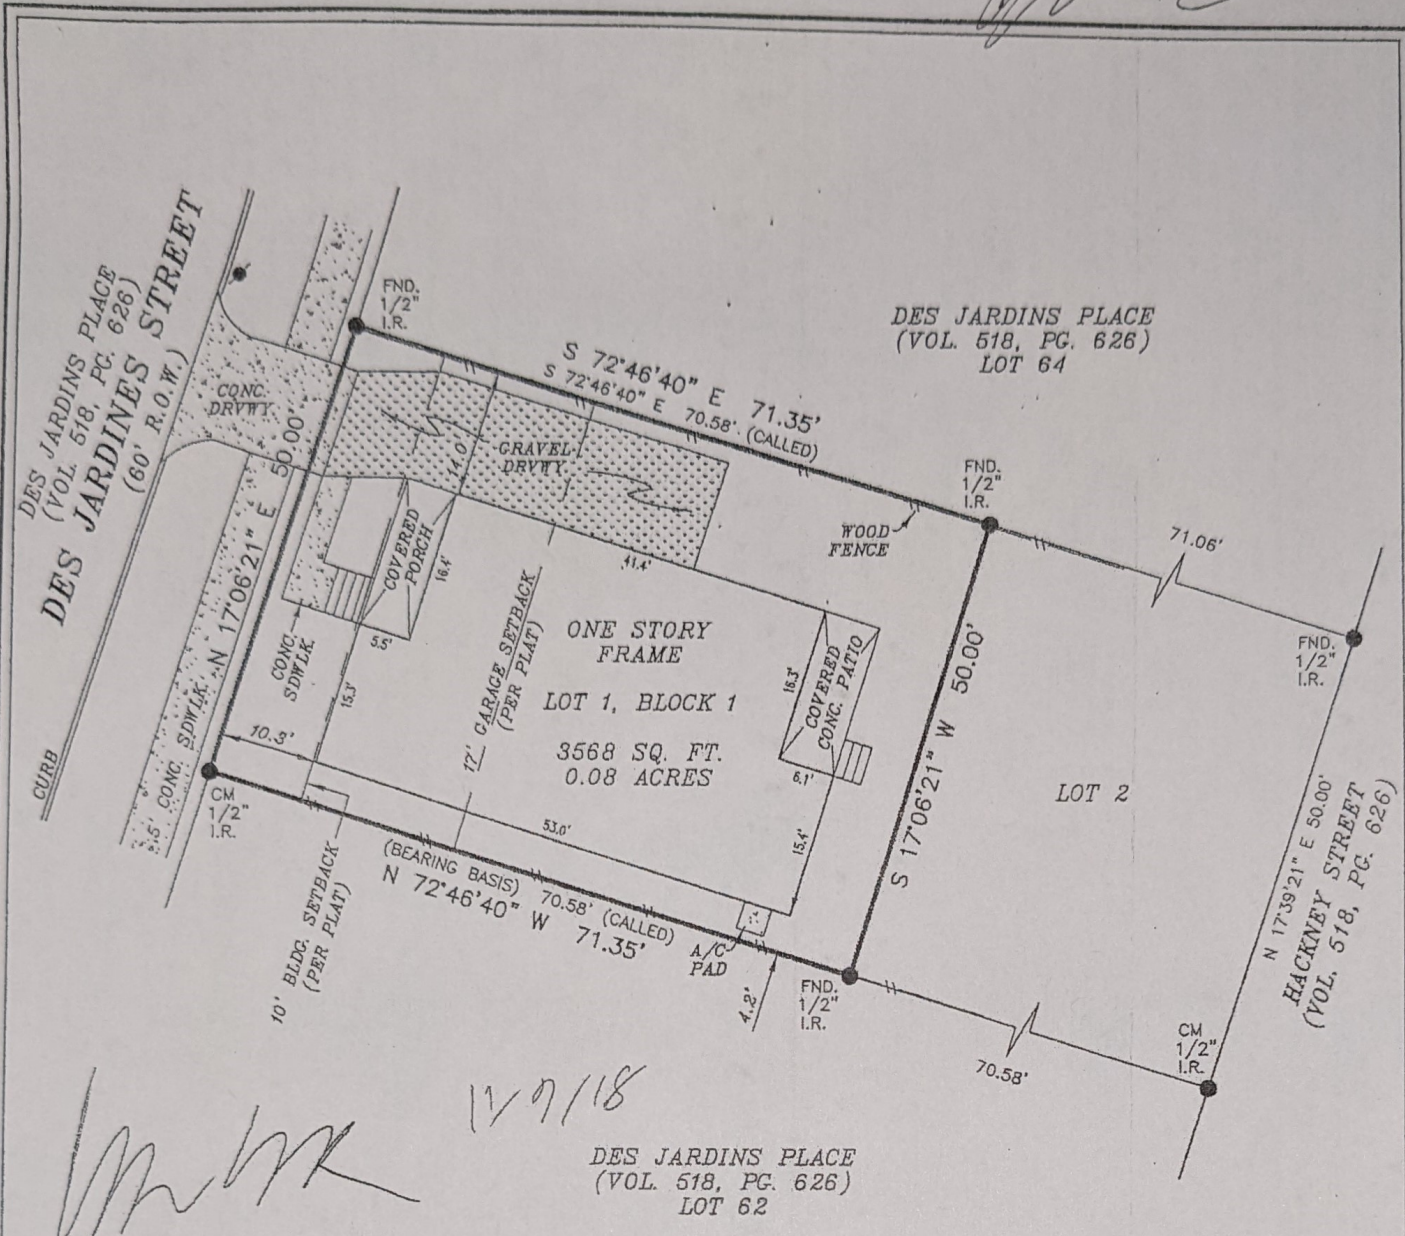 DES JARDINS PLACE
(VOL. 518, PG. 626)
DES JARDINES STREET
(60' R.O.W.)
CURB
5.5' CONC. SDWLK.
CONC.
DRVWY.
FND.
1/2"
I.R.
N 17°06'21" E 50.00'
S 72°46'40" E 71.35'
S 72°46'40" E 70.58' (CALLED)
DES JARDINS PLACE
(VOL. 518, PG. 626)
LOT 64
GRAVEL
DRVWY.
14.0'
COVERED
PORCH
16.4'
5.5'
CONC.
SDWLK.
15.3'
10.3'
41.4'
WOOD
FENCE
FND.
1/2"
I.R.
71.06'
FND.
1/2"
I.R.
17' GARAGE SETBACK
(PER PLAT)
ONE STORY
FRAME
LOT 1, BLOCK 1
3568 SQ. FT.
0.08 ACRES
16.3'
COVERED
CONC. PATIO
6.1'
15.4'
S 17°06'21" W 50.00'
LOT 2
N 17°39'21" E 50.00'
HACKNEY STREET
(VOL. 518, PG. 626)
CM
1/2"
I.R.
53.0'
10' BLDG. SETBACK
(PER PLAT)
(BEARING BASIS) 70.58' (CALLED)
N 72°46'40" W 71.35'
A/C
PAD
4.2'
FND.
1/2"
I.R.
70.58'
CM
1/2"
I.R.
DES JARDINS PLACE
(VOL. 518, PG. 626)
LOT 62